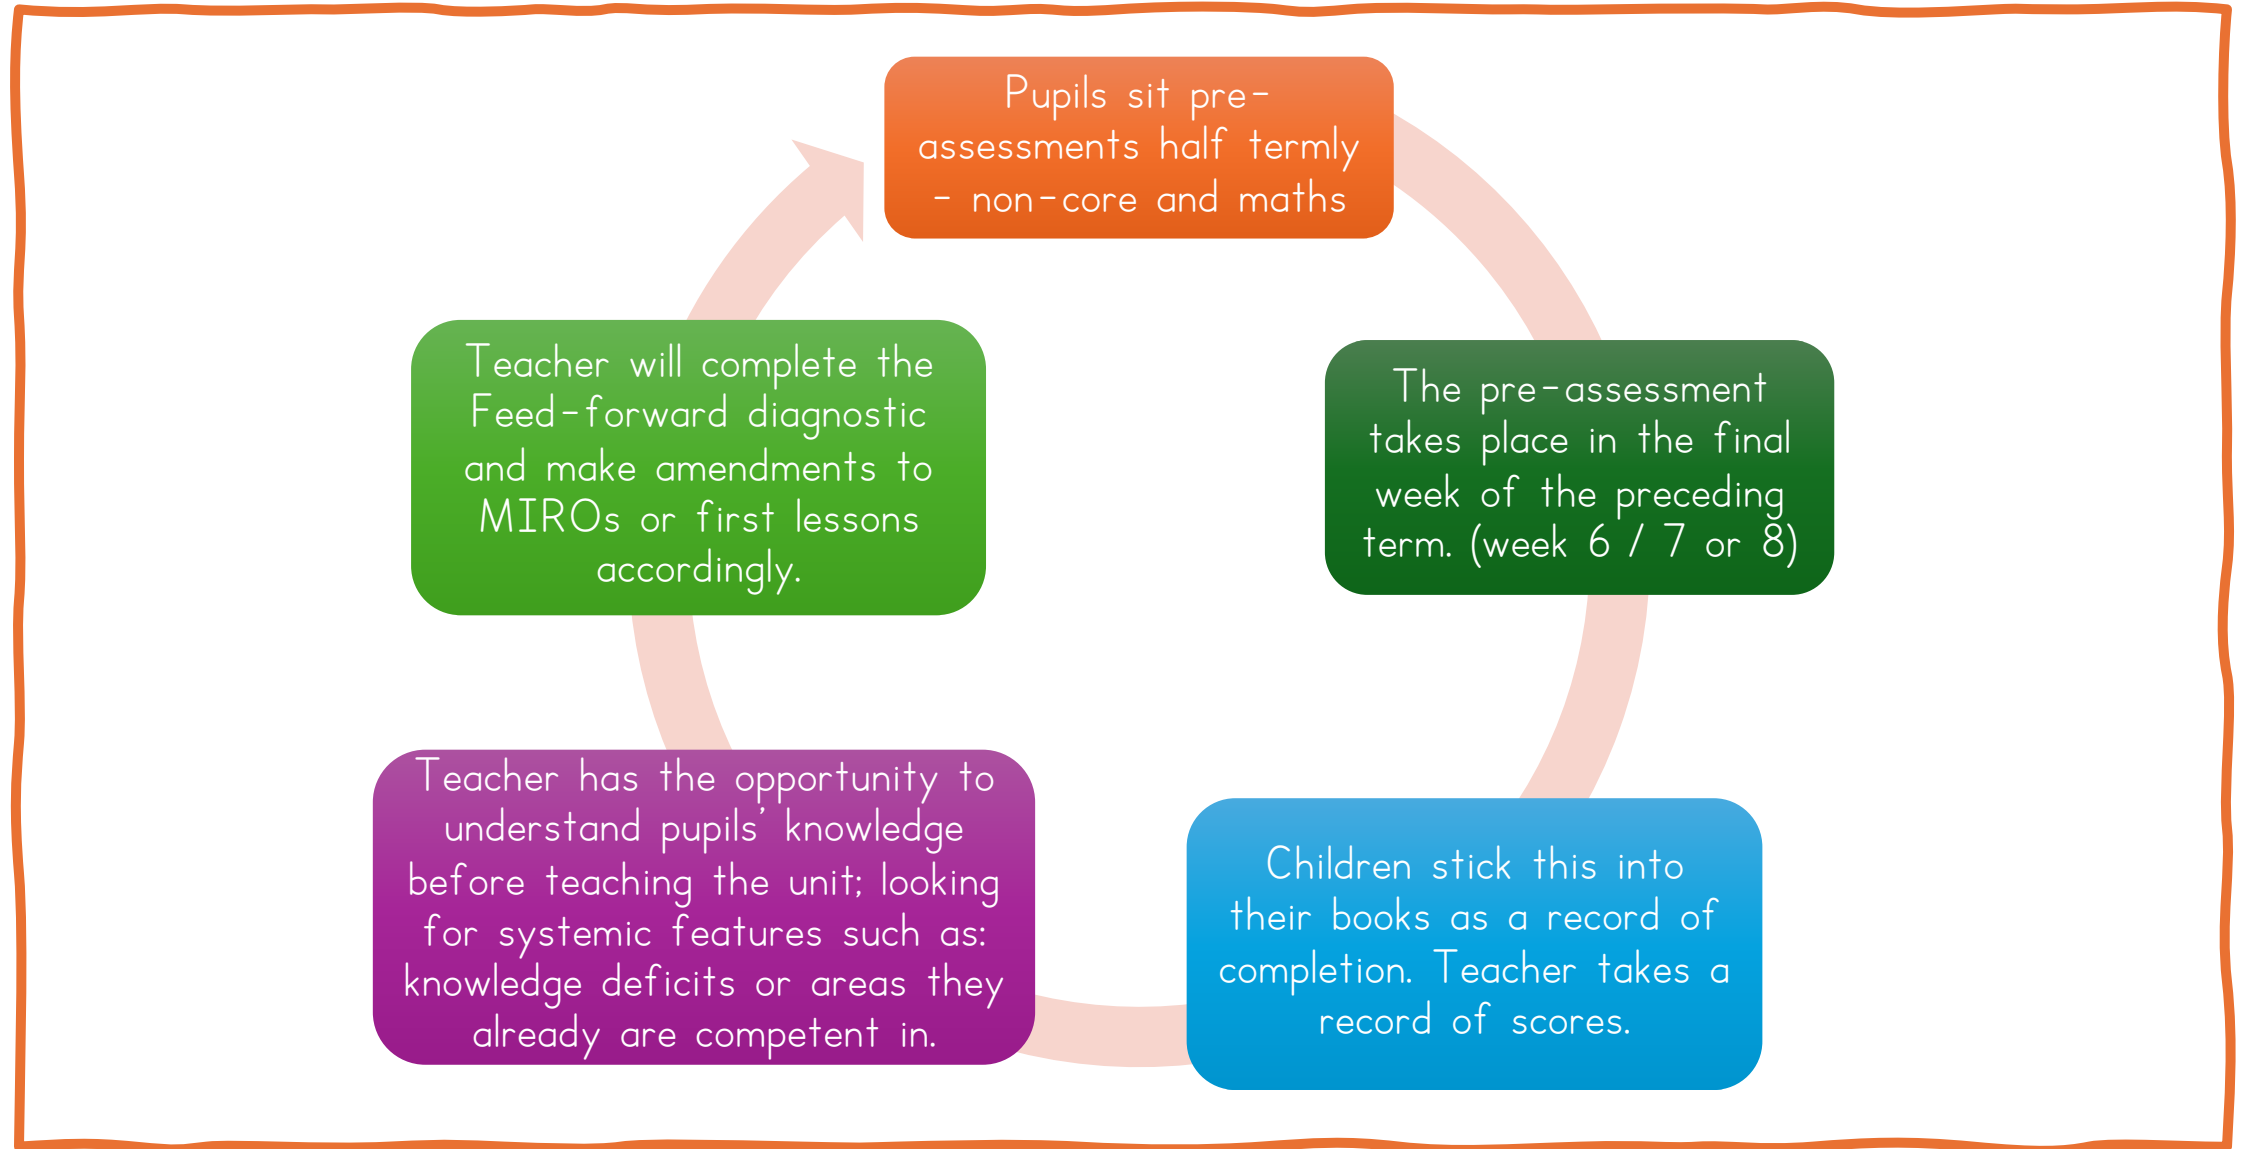 Pupils sit pre-
assessments half termly
- non-core and maths
The pre-assessment
takes place in the final
week of the preceding
term. (week 6 / 7 or 8)
Children stick this into
their books as a record of
completion. Teacher takes a
record of scores.
Teacher has the opportunity to
understand pupils’ knowledge
before teaching the unit; looking
for systemic features such as:
knowledge deficits or areas they
already are competent in.
Teacher will complete the
Feed-forward diagnostic
and make amendments to
MIROs or first lessons
accordingly.